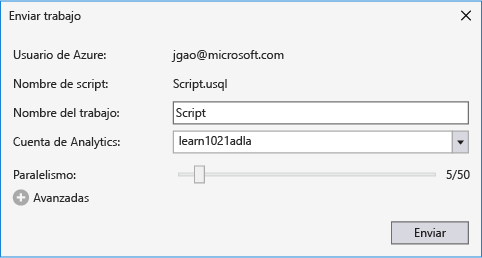 Enviar trabajo
Usuario de Azure: jgao@microsoft.com
Nombre de script: Script.usql
Nombre del trabajo: Script
Cuenta de Analytics: learn1021adla
Paralelismo: 5/50
Avanzadas
Enviar